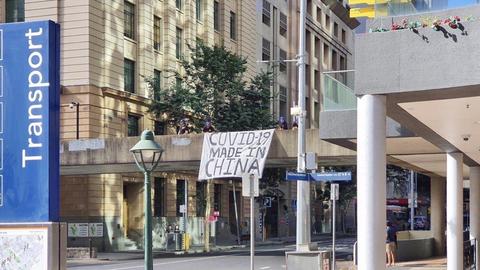 Transport
COVID-19
MADE IN
CHINA